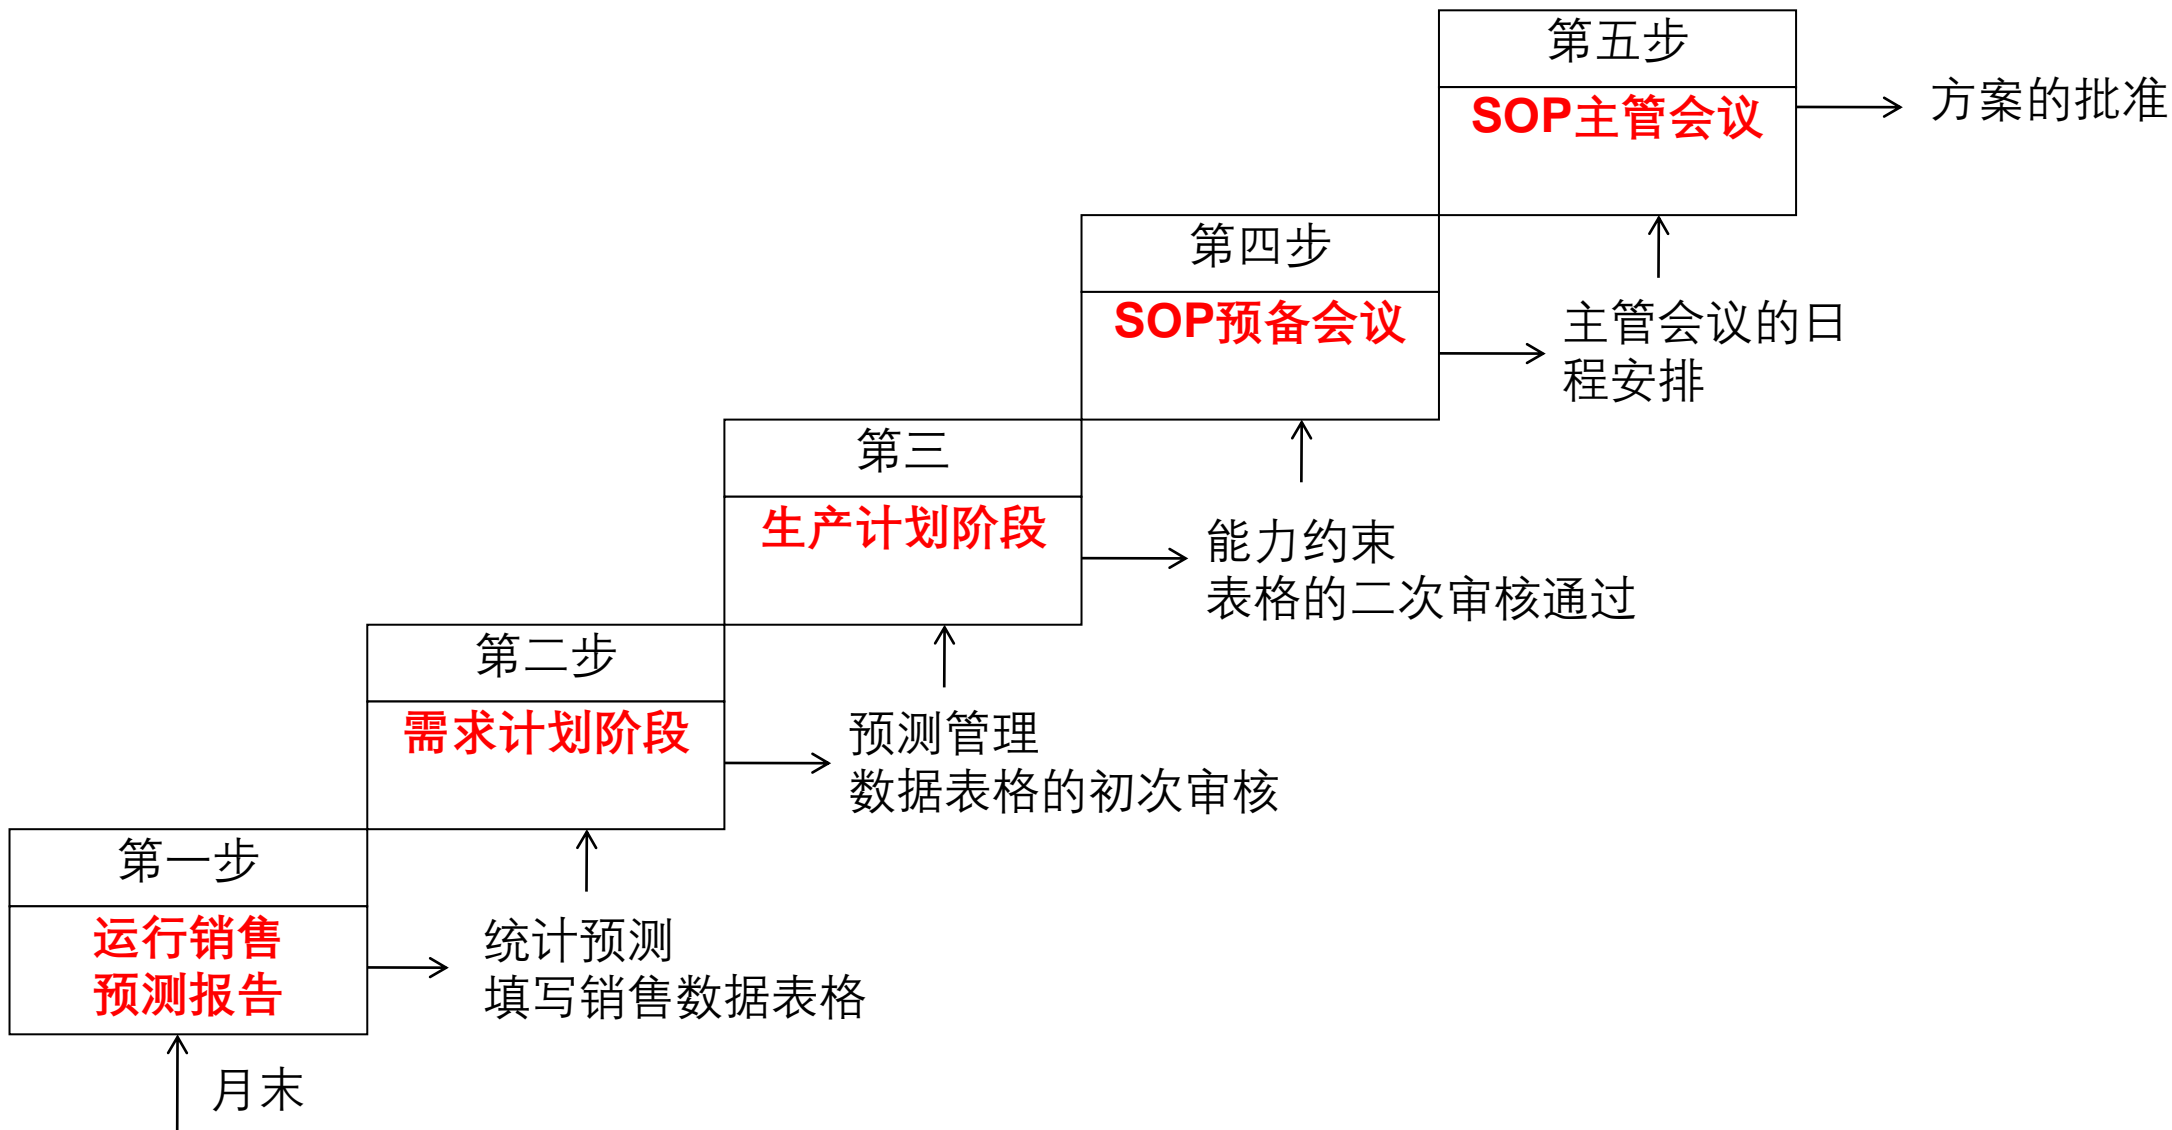 第五步
SOP主管会议
方案的批准
第四步
SOP预备会议
主管会议的日
程安排
第三
生产计划阶段
能力约束
表格的二次审核通过
第二步
需求计划阶段
预测管理
数据表格的初次审核
第一步
运行销售
预测报告
统计预测
填写销售数据表格
月末